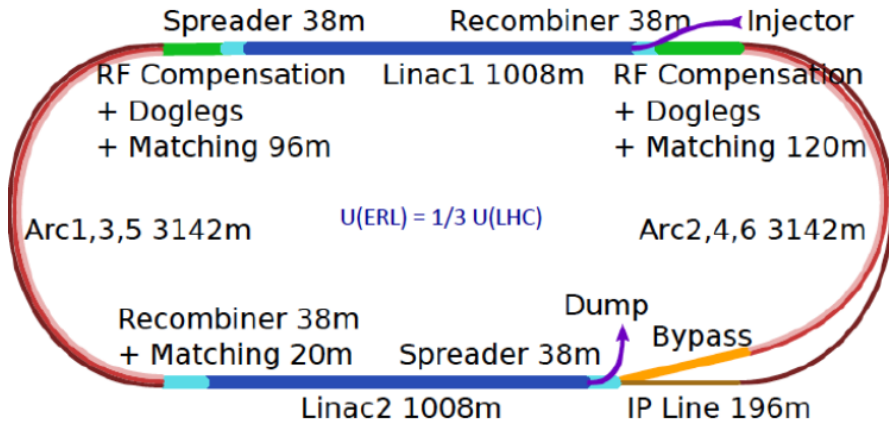 Spreader 38m
Recombiner 38m
Injector
RF Compensation
+ Doglegs
+ Matching 96m
Linac1 1008m
RF Compensation
+ Doglegs
+ Matching 120m
Arc1,3,5 3142m
U(ERL) = 1/3 U(LHC)
Arc2,4,6 3142m
Recombiner 38m
+ Matching 20m
Spreader 38m
Dump
Bypass
Linac2 1008m
IP Line 196m